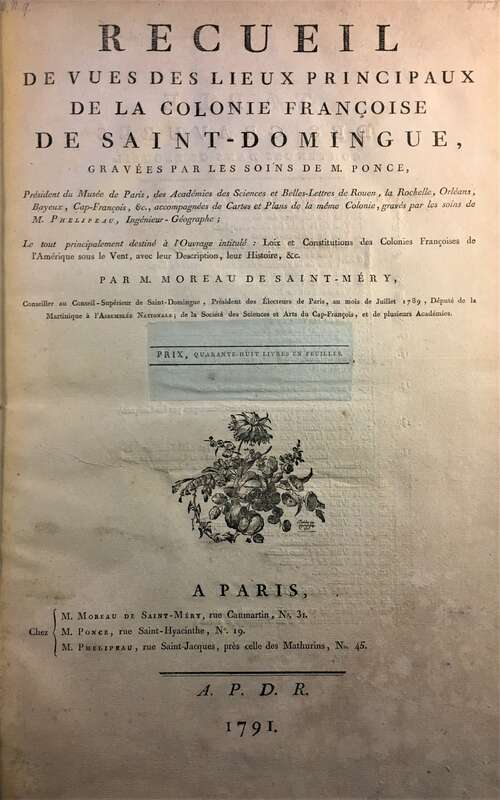 RECUEIL
DE VUES DES LIEUX PRINCIPAUX
DE LA COLONIE FRANÇOISE
DE SAINT-DOMINGUE,
GRAVÉES PAR LES SOINS DE M. PONCE,
Président du Musée de Paris, des Académies des Sciences et Belles-Lettres de Rouen, la Rochelle, Orléans,
Bayeux, Cap-François, &c., accompagnées de Cartes et Plans de la même Colonie, gravés par les soins de
M. PHELIPEAU, Ingénieur-Géographe;
Le tout principalement destiné à l'Ouvrage intitulé : Loix et Constitutions des Colonies Françoises de
l'Amérique sous le Vent, avec leur Description, leur Histoire, &c.
PAR M. MOREAU DE SAINT-MÉRY,
Conseiller au Conseil-Supérieur de Saint-Domingue, Président des Électeurs de Paris, au mois de Juillet 1789, Député de la
Martinique à l'ASSEMBLÉE NATIONALE; de la Société des Sciences et Arts du Cap-François, et de plusieurs Académies.
PRIX, QUARANTE-HUIT LIVRES EN FEUILLES.
A PARIS,
Chez
M. MOREAU DE SAINT-MÉRY, rue Caumartin, No. 31.
M. PONCE, rue Saint-Hyacinthe, No. 19.
M. PHELIPEAU, rue Saint-Jacques, près celle des Mathurins, No. 45.
A. P. D. R.
1791.